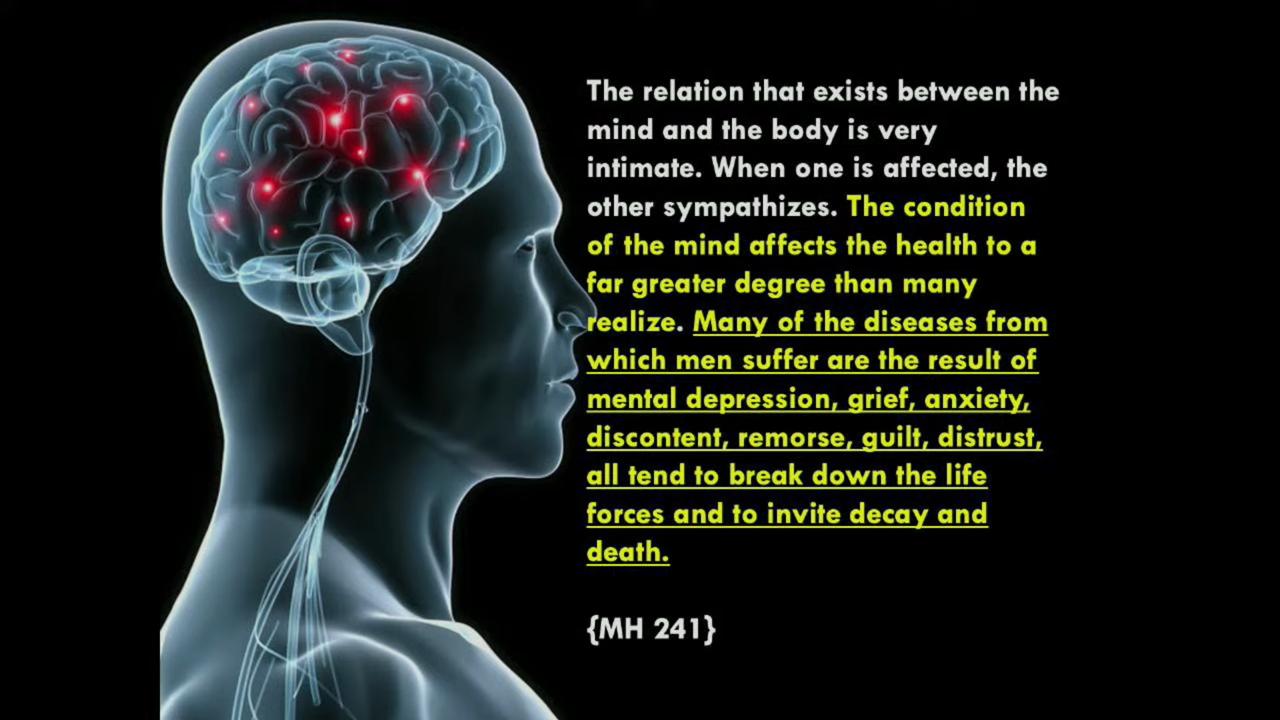 The relation that exists between the
mind and the body is very
intimate. When one is affected, the
other sympathizes. The condition
of the mind affects the health to a
far greater degree than many
realize. Many of the diseases from
which men suffer are the result of
mental depression, grief, anxiety,
discontent, remorse, guilt, distrust,
all tend to break down the life
forces and to invite decay and
death.
{MH 241}